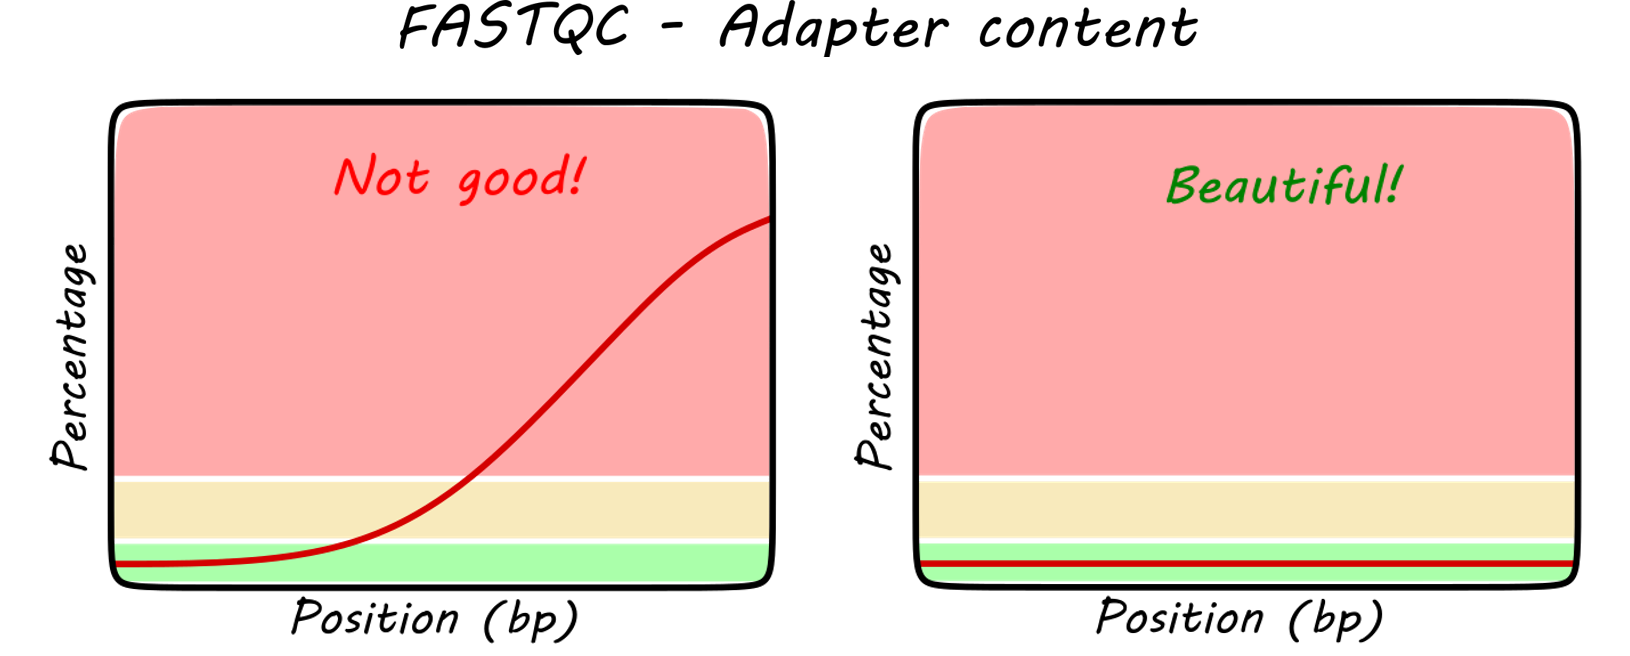 FASTQC - Adapter content
Not good!
Percentage
Position (bp)
Beautiful!
Percentage
Position (bp)